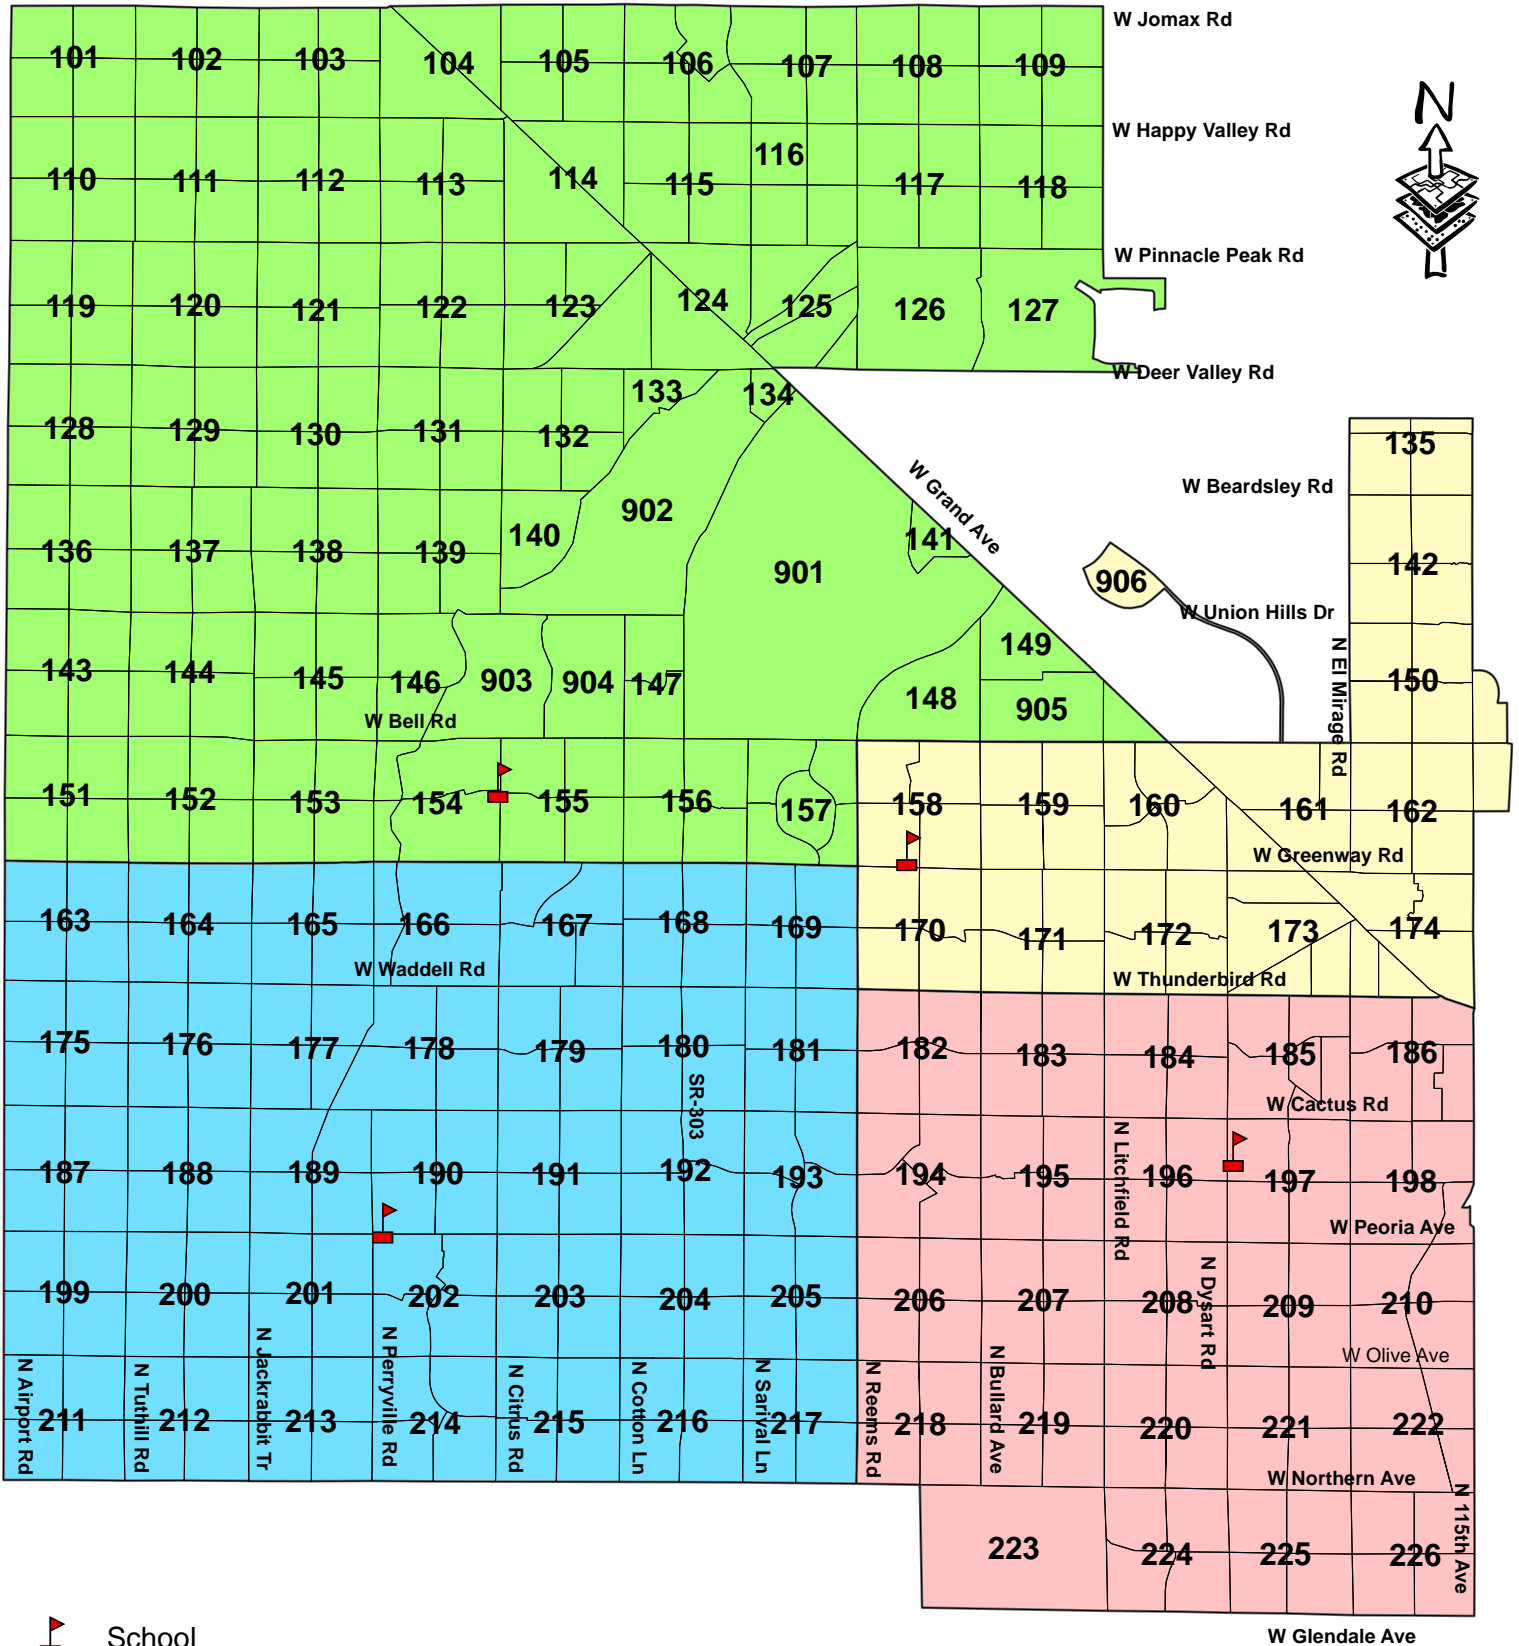 W Jomax Rd
N
101 102 103 104 105 106 107 108 109
W Happy Valley Rd
110 111 112 113 114 115 116 117 118
W Pinnacle Peak Rd
119 120 121 122 123 124 125 126 127
W Deer Valley Rd
128 129 130 131 132 133 134 135
W Grand Ave
W Beardsley Rd
136 137 138 139 140 902 901 141 142
906
W Union Hills Dr
N El Mirage Rd
143 144 145 146 903 904 147 148 149 150
905
W Bell Rd
151 152 153 154 155 156 157 158 159 160 161 162
W Greenway Rd
163 164 165 166 167 168 169 170 171 172 173 174
W Waddell Rd
W Thunderbird Rd
175 176 177 178 179 180 181 182 183 184 185 186
SR-303
W Cactus Rd
187 188 189 190 191 192 193 194 195 196 197 198
N Litchfield Rd
W Peoria Ave
199 200 201 202 203 204 205 206 207 208 209 210
N Dysart Rd
W Olive Ave
N Airport Rd
N Tuthill Rd
N Jackrabbit Tr
N Perryville Rd
N Citrus Rd
N Cotton Ln
N Sarival Ln
N Reems Rd
N Bullard Ave
211 212 213 214 215 216 217 218 219 220 221 222
W Northern Ave
N 115th Ave
223 224 225 226
School
W Glendale Ave